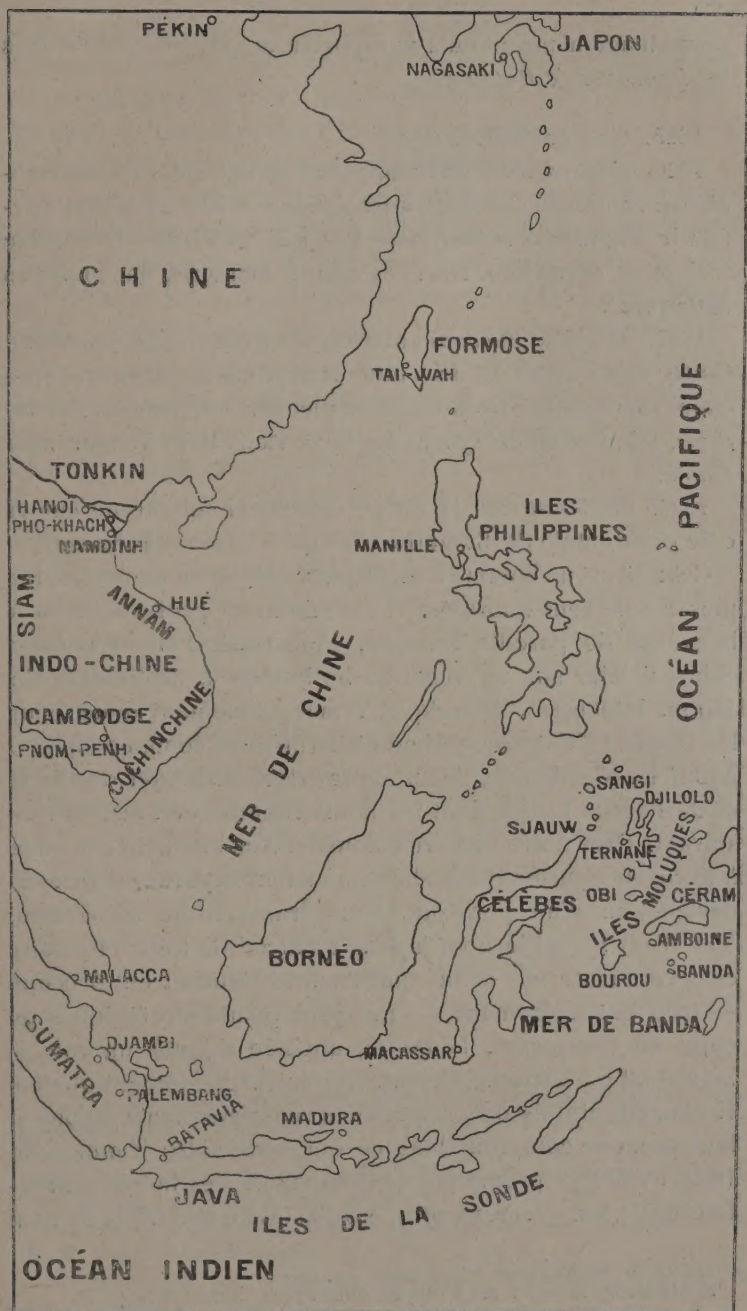 PÉKIN
JAPON
NAGASAKI
CHINE
FORMOSE
TAI-WAH
OCÉAN PACIFIQUE
TONKIN
HANOÏ
PHO-KHACH
NAMDINH
ILES
PHILIPPINES
MANILLE
SIAM
ANNAM
HUÉ
INDO-CHINE
MER DE CHINE
CAMBODGE
PNOM-PENH
COCHINCHINE
SANGI
DJILOLO
SJAUW
TERNANE
ILES MOLUQUES
OBI
CÉRAM
CÉLÈBES
AMBOINE
BORNÉO
BOUROU
BANDA
MALACCA
MER DE BANDA
SUMATRA
DJAMBI
MACASSAR
PALEMBANG
BATAVIA
MADURA
JAVA
ILES DE LA SONDE
OCÉAN INDIEN